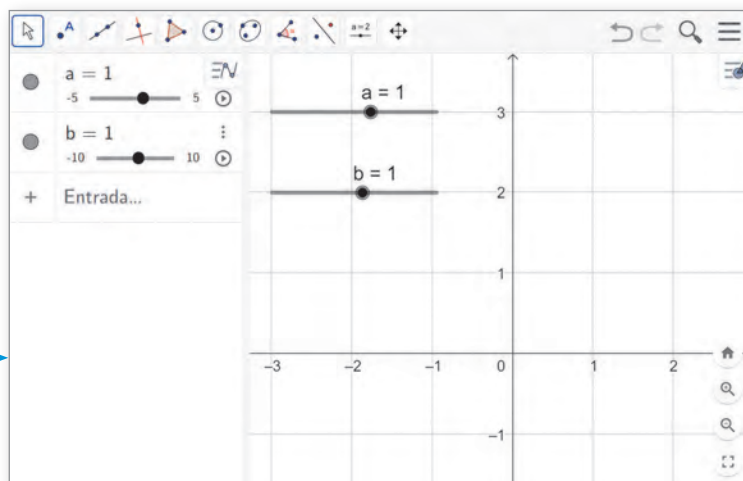 a=2
a = 1
-5 5
b = 1
-10 10
+ Entrada...
a = 1
b = 1
3
2
1
–1
–3 –2 –1 0 1 2